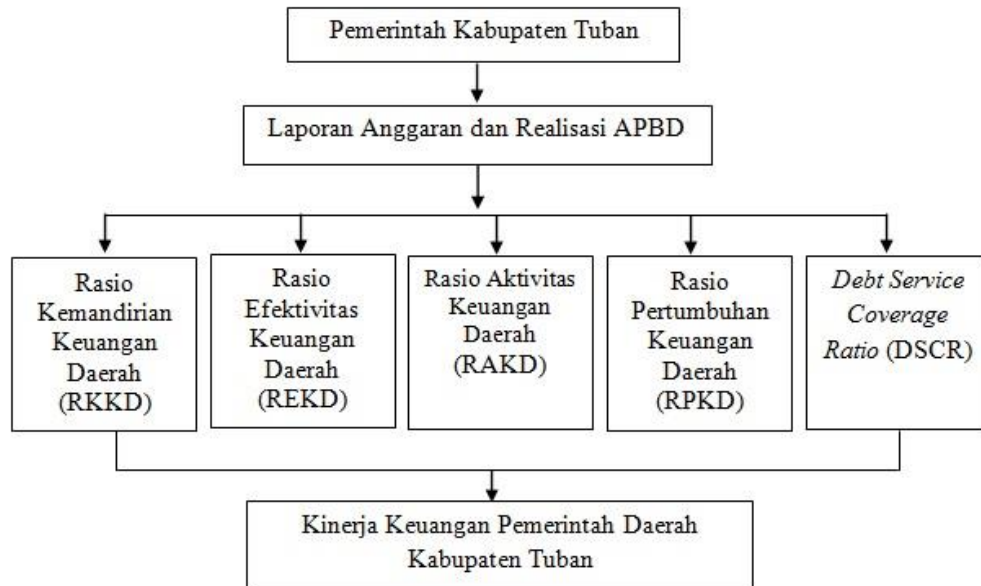 Pemerintah Kabupaten Tuban
Laporan Anggaran dan Realisasi APBD
Rasio
Kemandirian
Keuangan
Daerah
(RKKD)
Rasio
Efektivitas
Keuangan
Daerah
(REKD)
Rasio Aktivitas
Keuangan
Daerah
(RAKD)
Rasio
Pertumbuhan
Keuangan
Daerah
(RPKD)
Debt Service
Coverage
Ratio (DSCR)
Kinerja Keuangan Pemerintah Daerah
Kabupaten Tuban